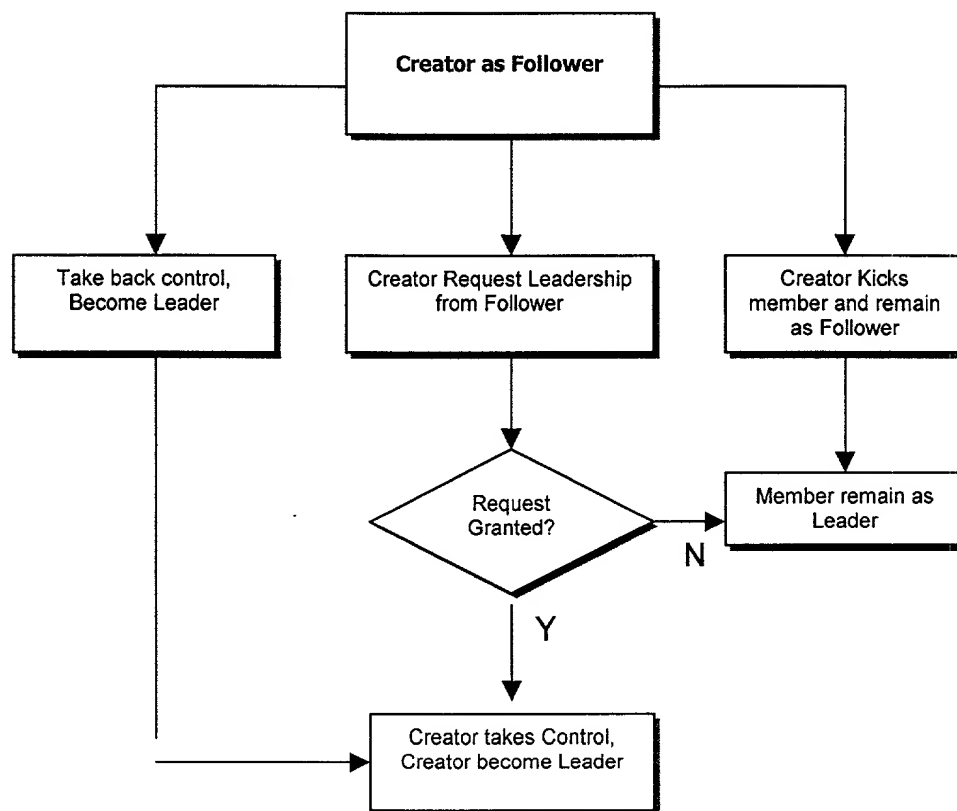 Creator as Follower
Take back control,
Become Leader
Creator Request Leadership
from Follower
Creator Kicks
member and remain
as Follower
Request
Granted?
N
Member remain as
Leader
Y
Creator takes Control,
Creator become Leader